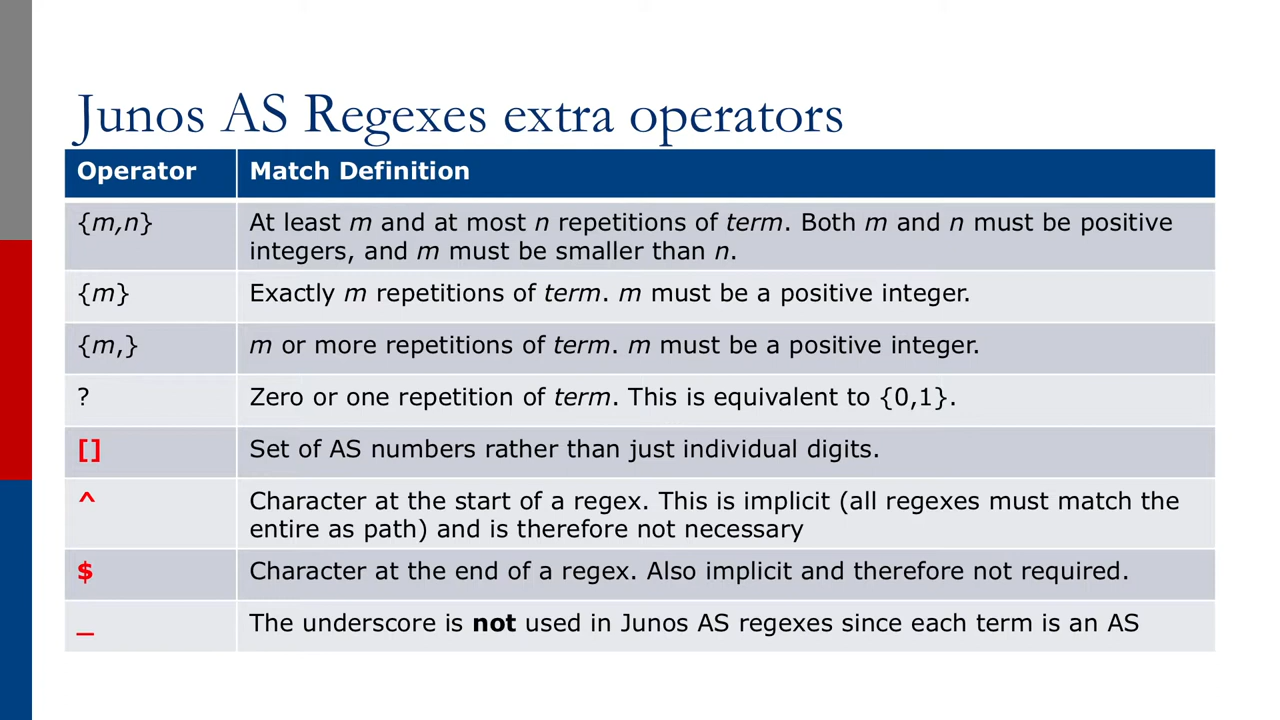 Junos AS Regexes extra operators
Operator Match Definition
{m,n} At least m and at most n repetitions of term. Both m and n must be positive
integers, and m must be smaller than n.
{m} Exactly m repetitions of term. m must be a positive integer.
{m,} m or more repetitions of term. m must be a positive integer.
? Zero or one repetition of term. This is equivalent to {0,1}.
[] Set of AS numbers rather than just individual digits.
^ Character at the start of a regex. This is implicit (all regexes must match the
entire as path) and is therefore not necessary
$ Character at the end of a regex. Also implicit and therefore not required.
_ The underscore is not used in Junos AS regexes since each term is an AS